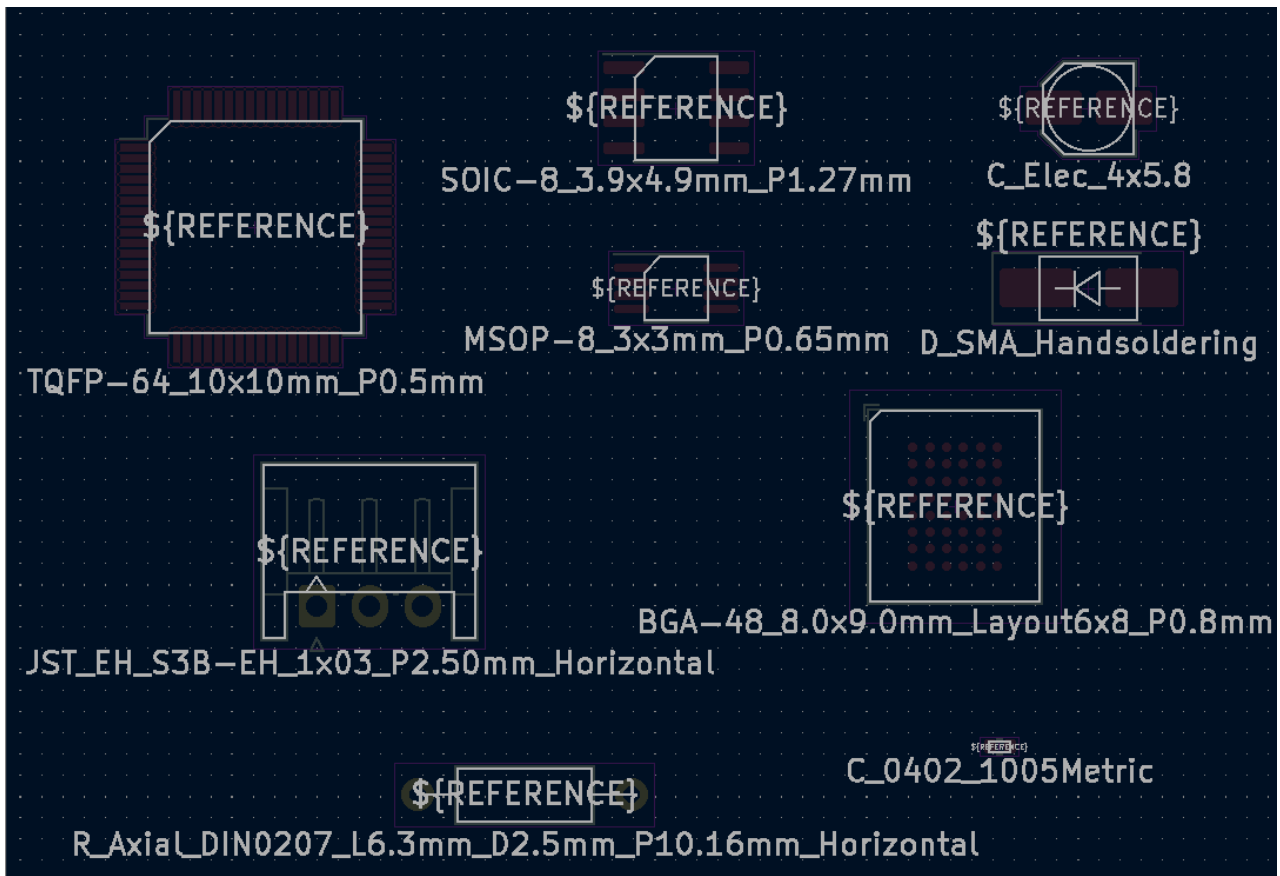 ${REFERENCE}
SOIC-8_3.9x4.9mm_P1.27mm
${REFERENCE}
C_Elec_4x5.8
${REFERENCE}
TQFP-64_10x10mm_P0.5mm
${REFERENCE}
MSOP-8_3x3mm_P0.65mm
${REFERENCE}
D_SMA_Handsoldering
${REFERENCE}
JST_EH_S3B-EH_1x03_P2.50mm_Horizontal
${REFERENCE}
BGA-48_8.0x9.0mm_Layout6x8_P0.8mm
${REFERENCE}
R_Axial_DIN0207_L6.3mm_D2.5mm_P10.16mm_Horizontal
${REFERENCE}
C_0402_1005Metric